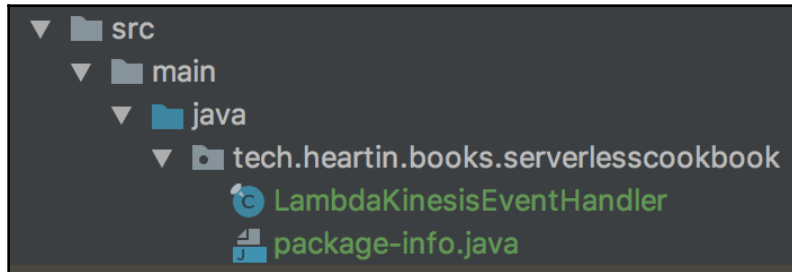 src
main
java
tech.heartin.books.serverlesscookbook
LambdaKinesisEventHandler
package-info.java